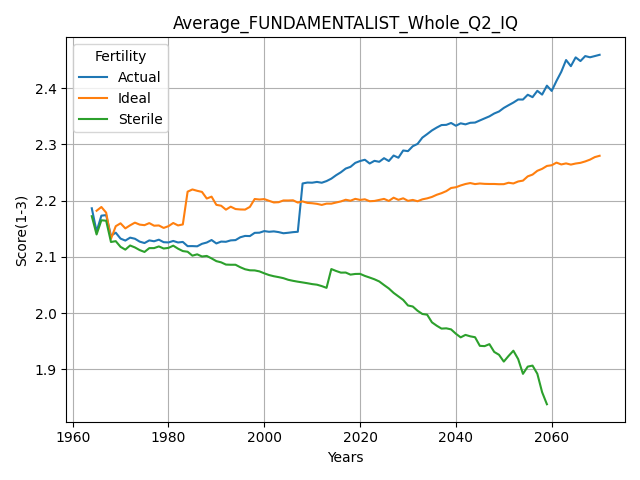 Average_FUNDAMENTALIST_Whole_Q2_IQ
Fertility
Actual
Ideal
Sterile
Score(1-3)
2.4
2.3
2.2
2.1
2.0
1.9
1960 1980 2000 2020 2040 2060
Years